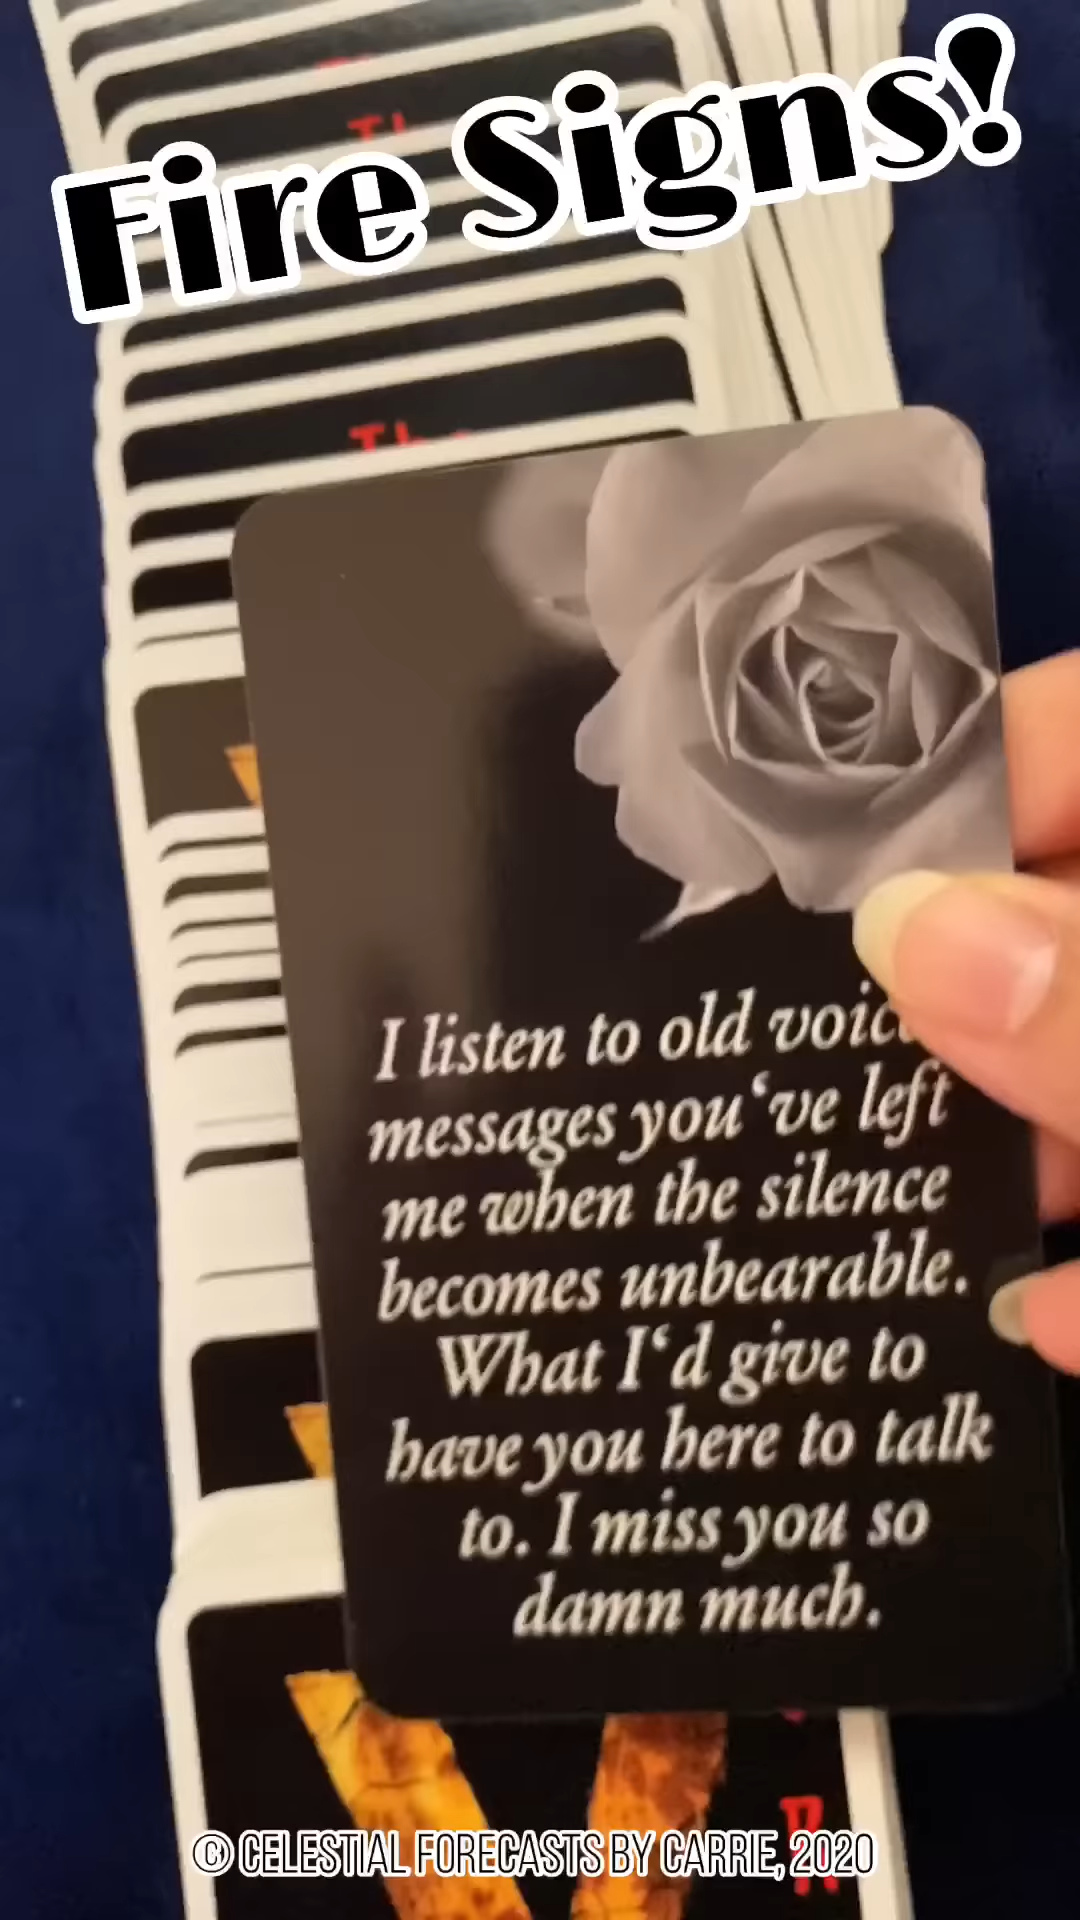 Fire Signs!
I listen to old
messages you‘ve left
me when the silence
becomes unbearable.
What I‘d give to
have you here to talk
to. I miss you so
damn much.
© CELESTIAL FORECASTS BY CARRIE, 2020